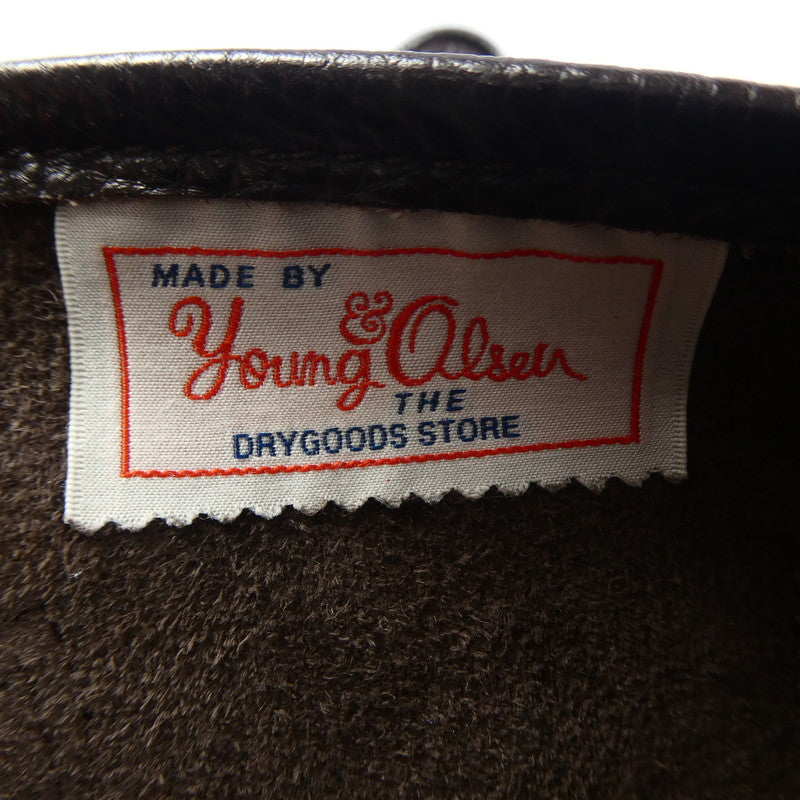 MADE BY
Young & Olsen
THE
DRYGOODS STORE